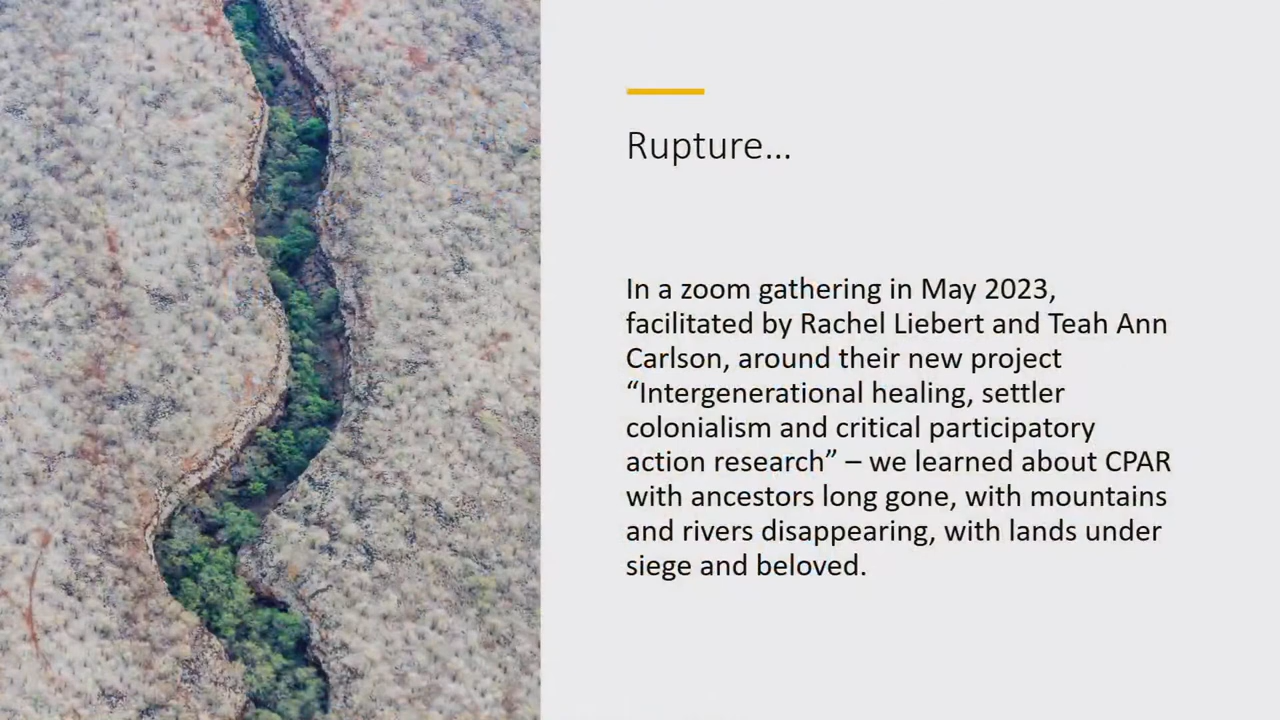 Rupture...
In a zoom gathering in May 2023,
facilitated by Rachel Liebert and Teah Ann
Carlson, around their new project
“Intergenerational healing, settler
colonialism and critical participatory
action research” – we learned about CPAR
with ancestors long gone, with mountains
and rivers disappearing, with lands under
siege and beloved.